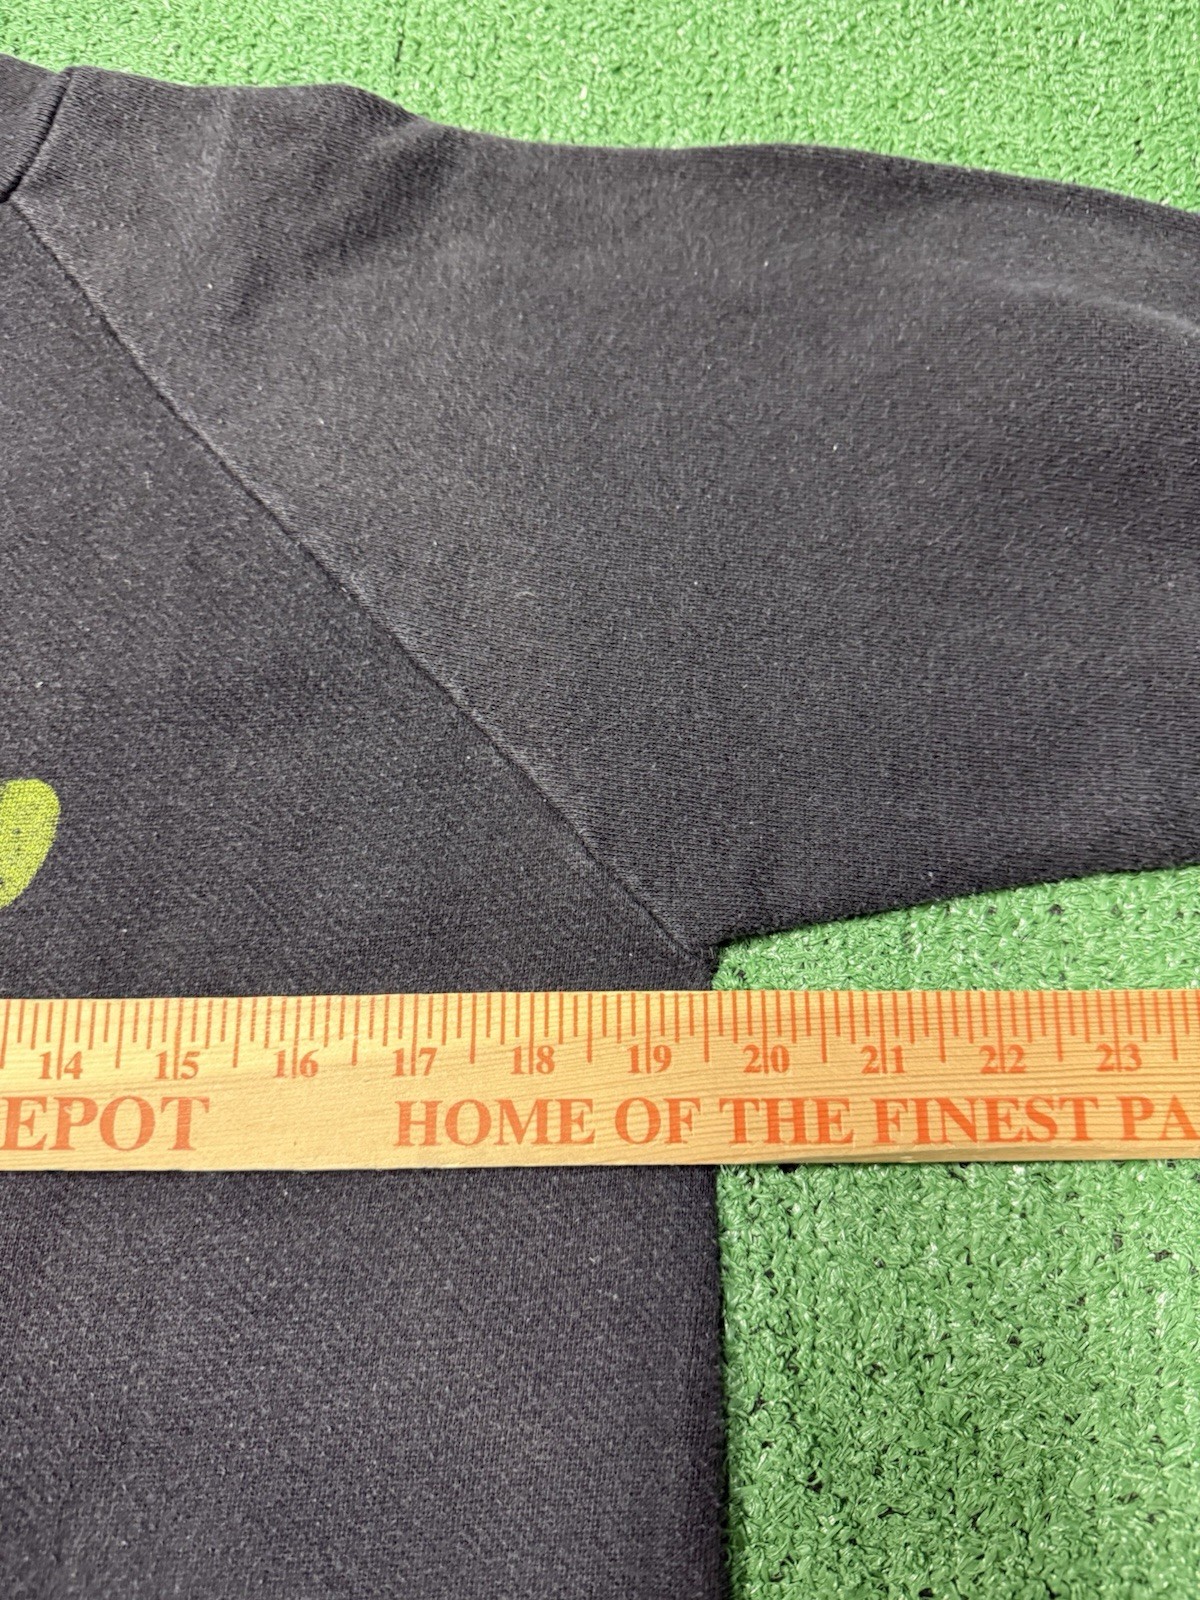 14 15 16 17 18 19 20 21 22 23
EPOT HOME OF THE FINEST PA